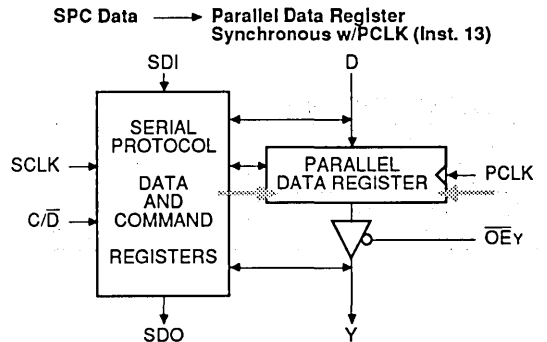 SPC Data → Parallel Data Register
Synchronous w/PCLK (Inst. 13)
SDI
D
SERIAL
PROTOCOL
DATA
AND
COMMAND
REGISTERS
SCLK
C/D̅
PARALLEL
DATA REGISTER
PCLK
O̅E̅Y
SDO
Y